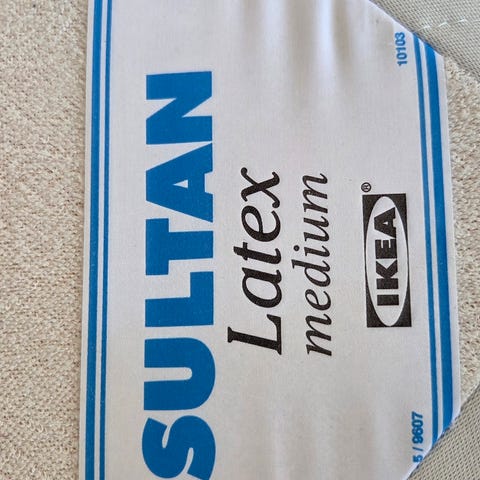 SULTAN
Latex
medium
IKEA®
5 / 9607
10103